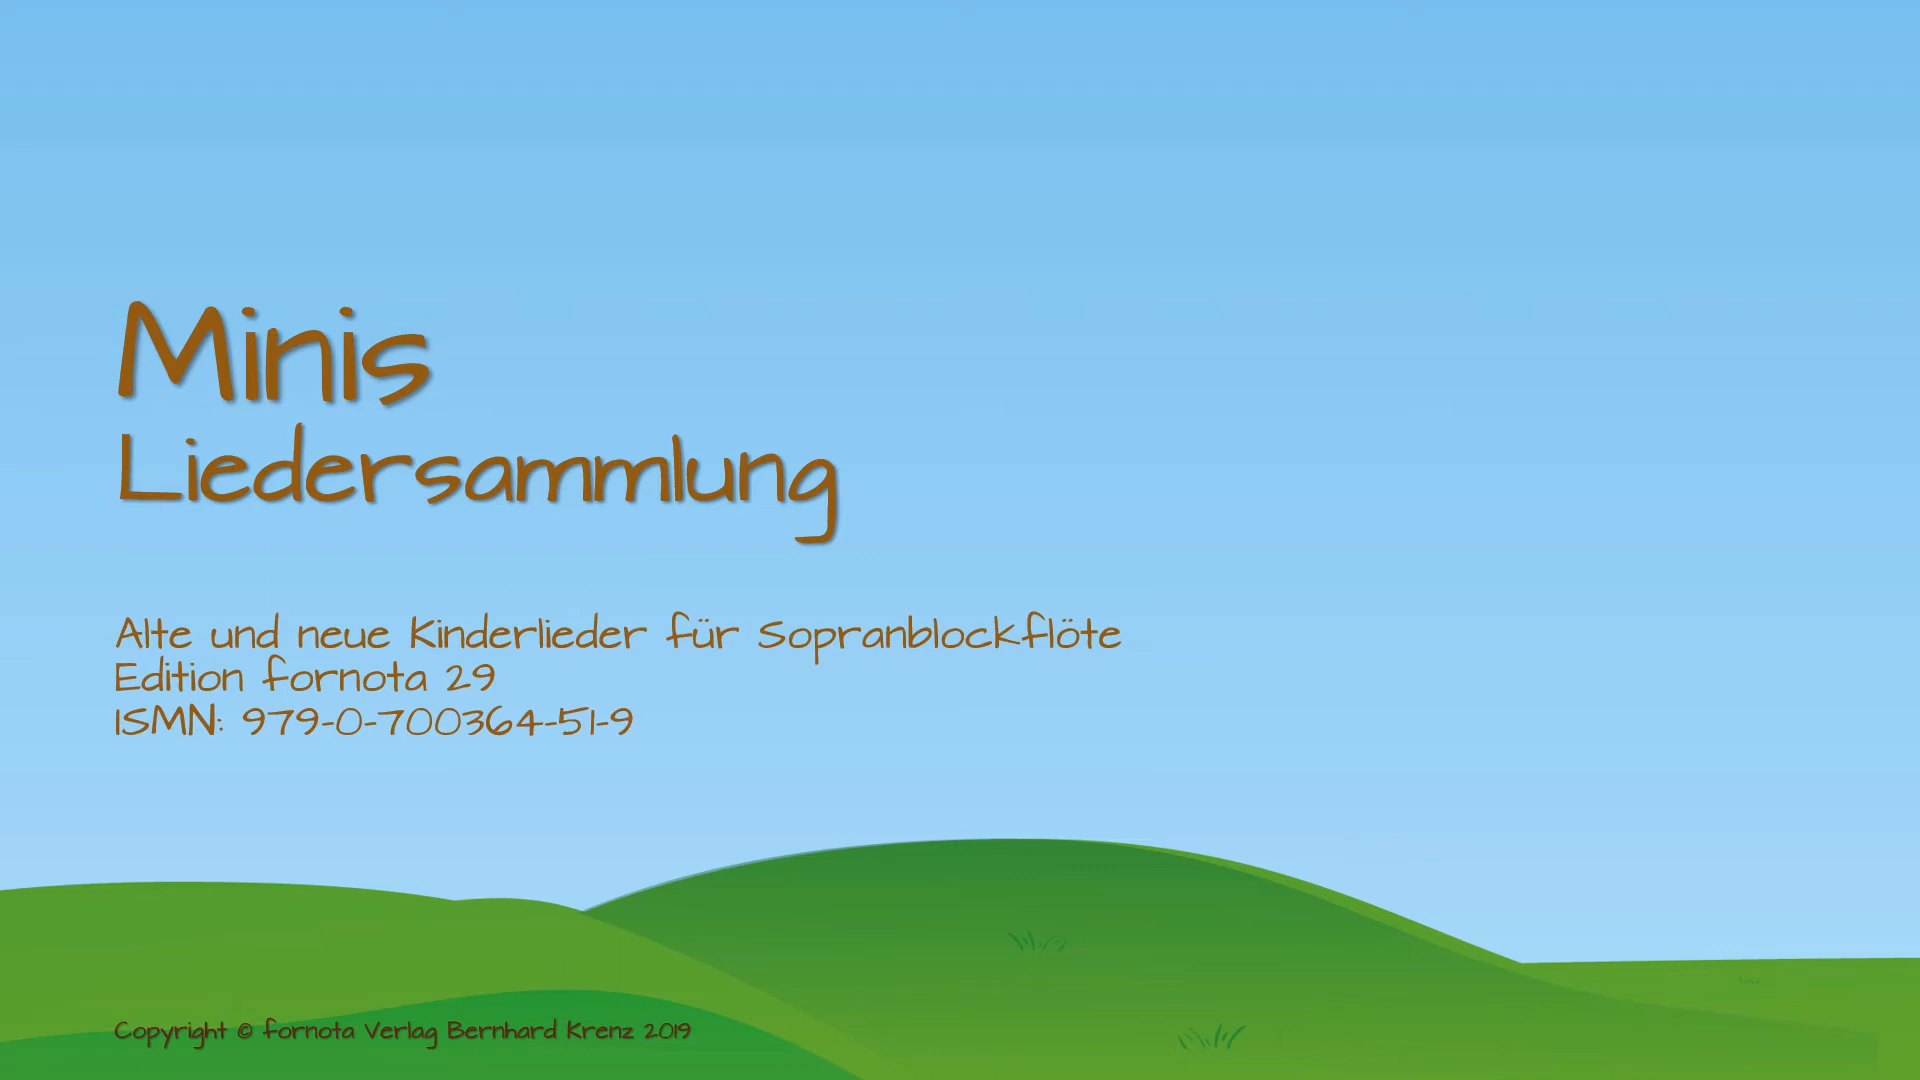 Minis
Liedersammlung
Alte und neue Kinderlieder für Sopranblockflöte
Edition fornota 29
ISMN: 979-0-700364-51-9
Copyright © fornota Verlag Bernhard Krenz 2019